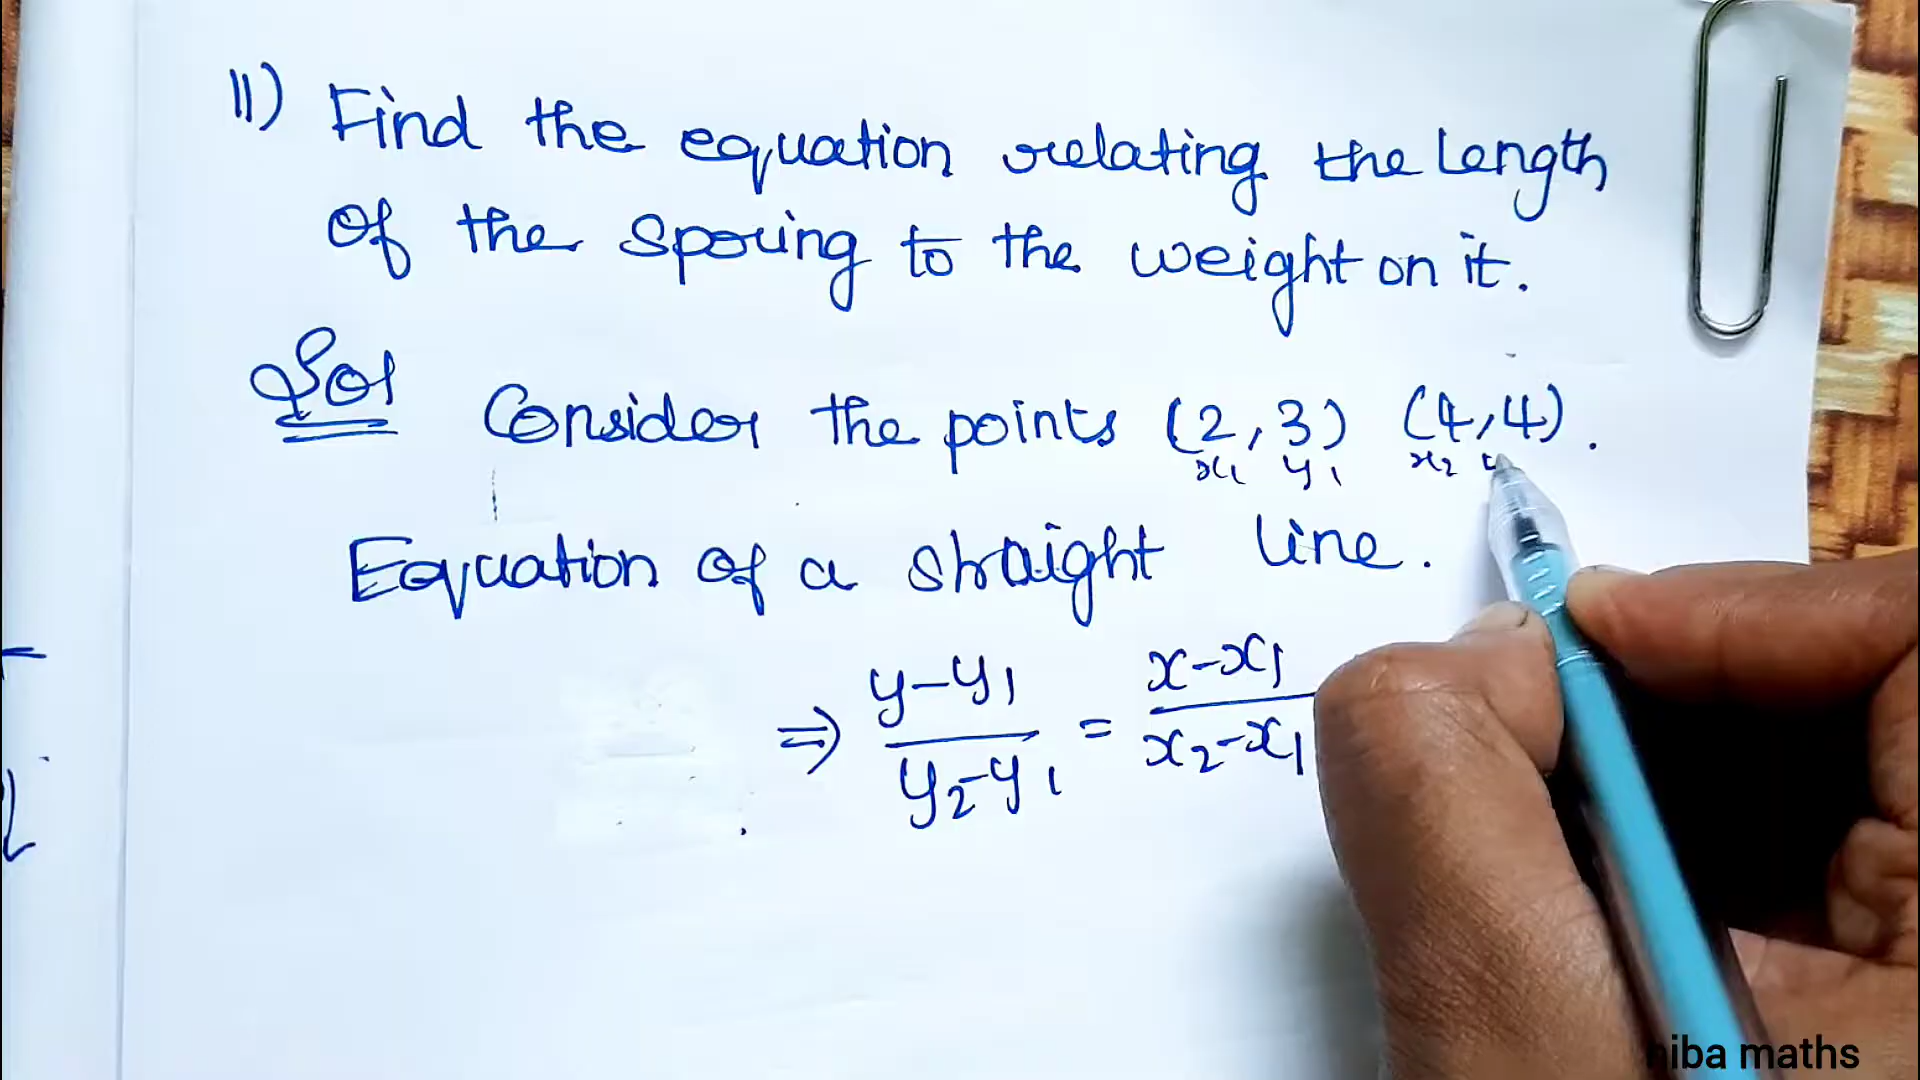 11) Find the equation relating the length
of the spring to the weight on it.
Sol Consider the points (2, 3) (4, 4).
x1 y1 x2
Equation of a straight line.
⇒ y-y1/y2-y1 = x-x1/x2-x1
niba maths